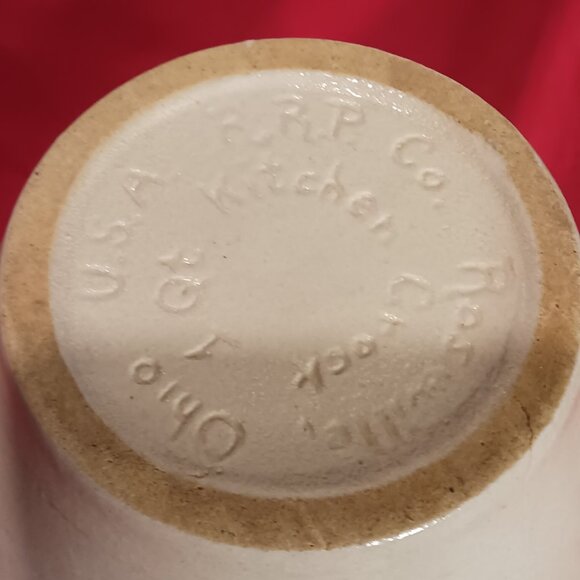 R.R.P. Co.
Roseville,
Ohio
U.S.A
Kitchen
Crock
1 Qt